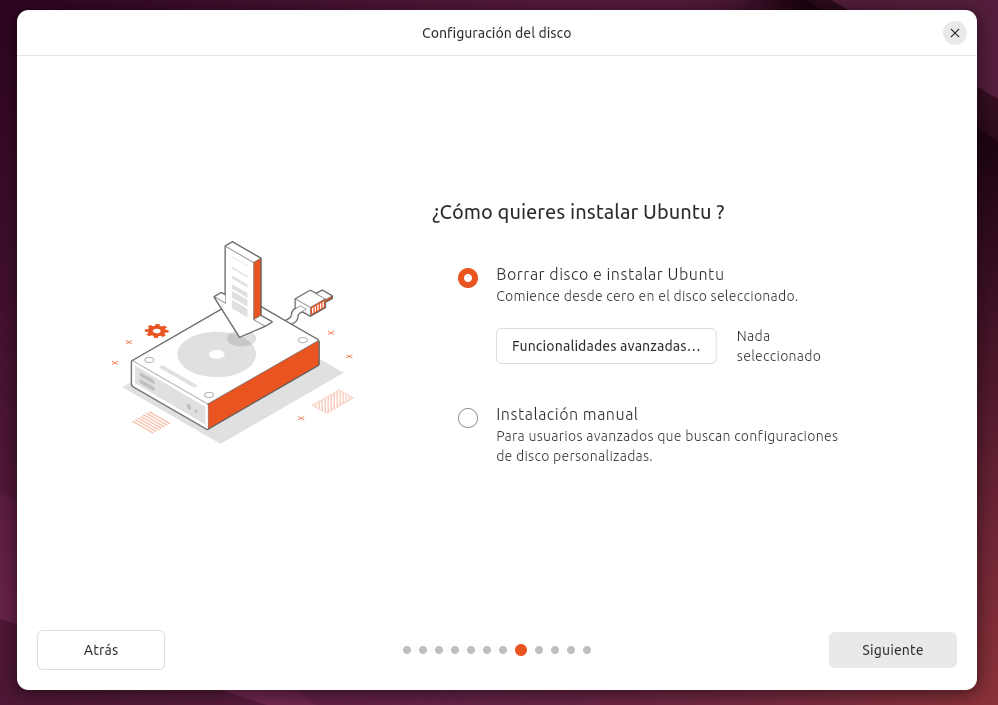 Configuración del disco
¿Cómo quieres instalar Ubuntu ?
Borrar disco e instalar Ubuntu
Comience desde cero en el disco seleccionado.
Funcionalidades avanzadas…
Nada
seleccionado
Instalación manual
Para usuarios avanzados que buscan configuraciones
de disco personalizadas.
Atrás
Siguiente